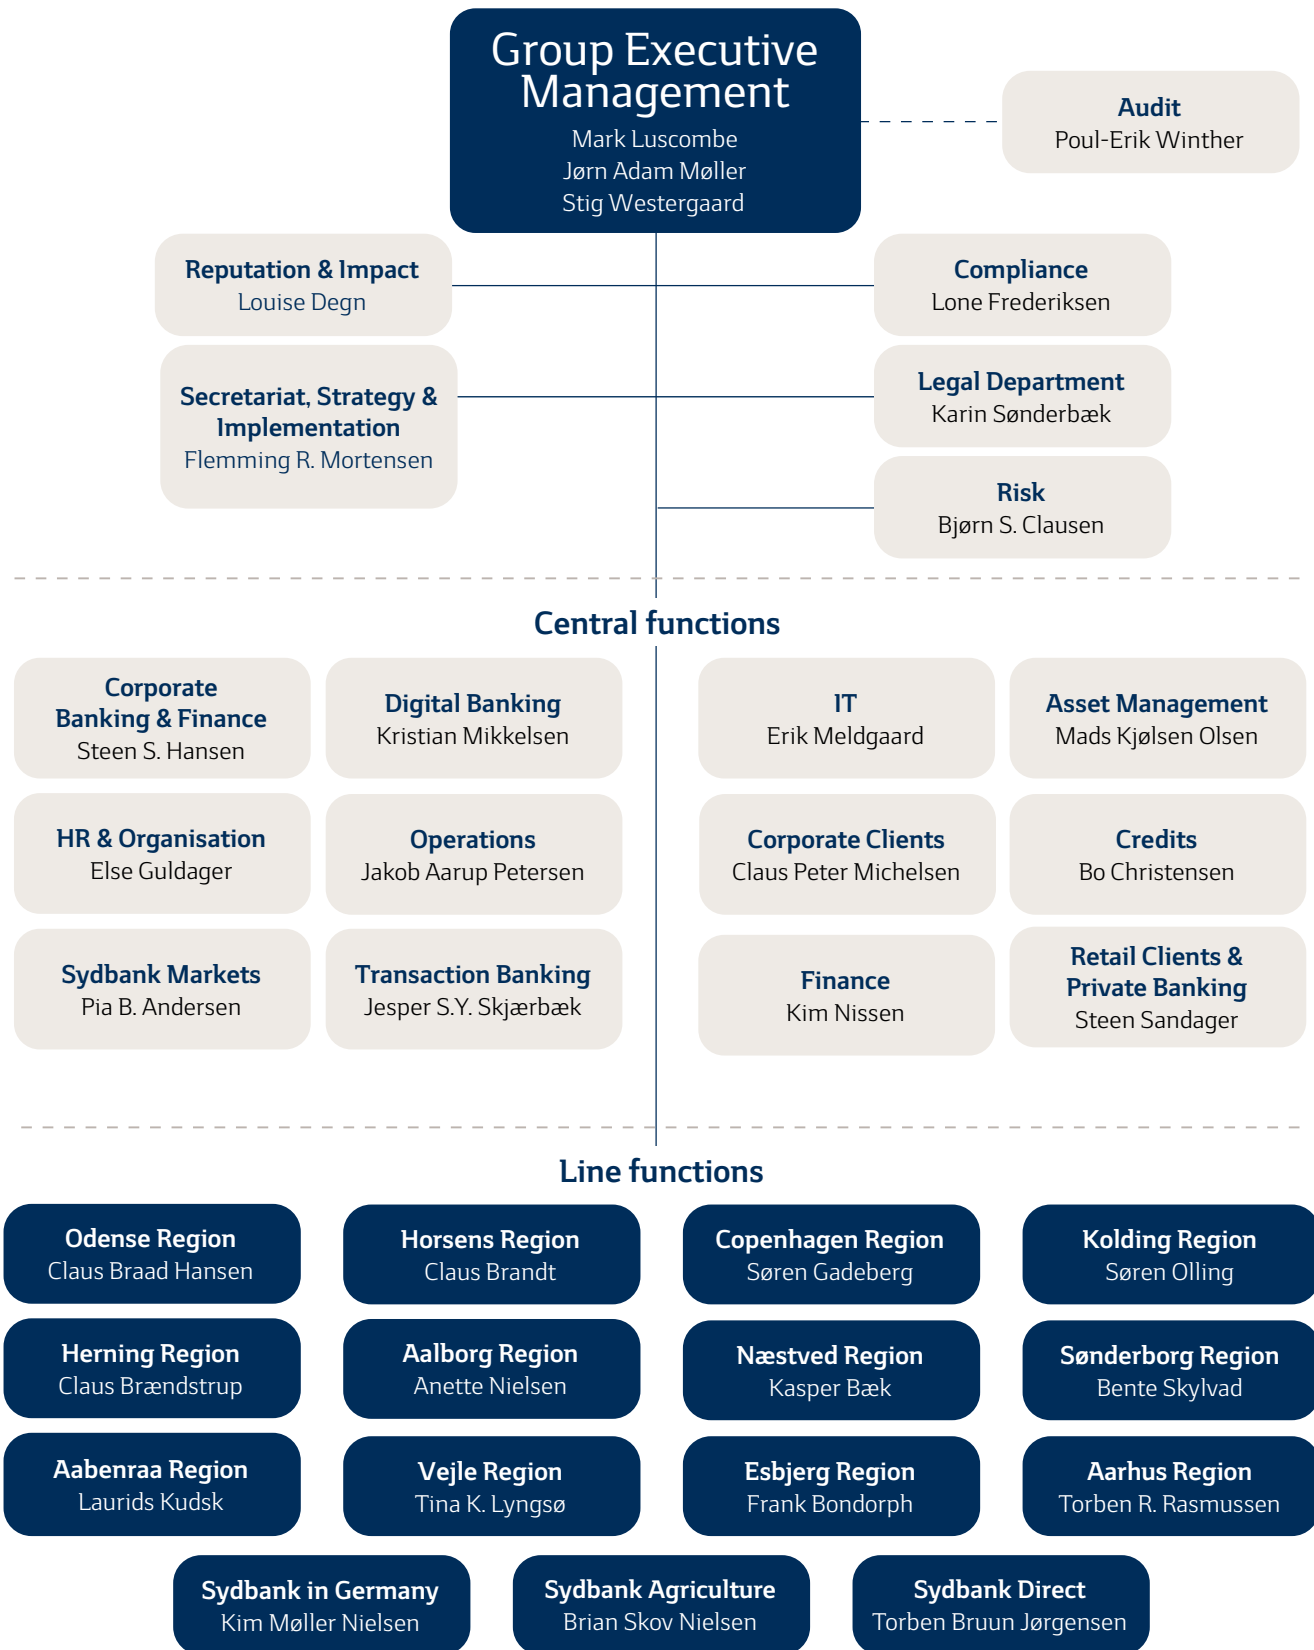 Group Executive
Management
Mark Luscombe
Jørn Adam Møller
Stig Westergaard
Audit
Poul-Erik Winther
Reputation & Impact
Louise Degn
Compliance
Lone Frederiksen
Secretariat, Strategy &
Implementation
Flemming R. Mortensen
Legal Department
Karin Sønderbæk
Risk
Bjørn S. Clausen
Central functions
Corporate
Banking & Finance
Steen S. Hansen
Digital Banking
Kristian Mikkelsen
IT
Erik Meldgaard
Asset Management
Mads Kjølsen Olsen
HR & Organisation
Else Guldager
Operations
Jakob Aarup Petersen
Corporate Clients
Claus Peter Michelsen
Credits
Bo Christensen
Sydbank Markets
Pia B. Andersen
Transaction Banking
Jesper S.Y. Skjærbæk
Finance
Kim Nissen
Retail Clients &
Private Banking
Steen Sandager
Line functions
Odense Region
Claus Braad Hansen
Horsens Region
Claus Brandt
Copenhagen Region
Søren Gadeberg
Kolding Region
Søren Olling
Herning Region
Claus Brændstrup
Aalborg Region
Anette Nielsen
Næstved Region
Kasper Bæk
Sønderborg Region
Bente Skylvad
Aabenraa Region
Laurids Kudsk
Vejle Region
Tina K. Lyngsø
Esbjerg Region
Frank Bondorph
Aarhus Region
Torben R. Rasmussen
Sydbank in Germany
Kim Møller Nielsen
Sydbank Agriculture
Brian Skov Nielsen
Sydbank Direct
Torben Bruun Jørgensen